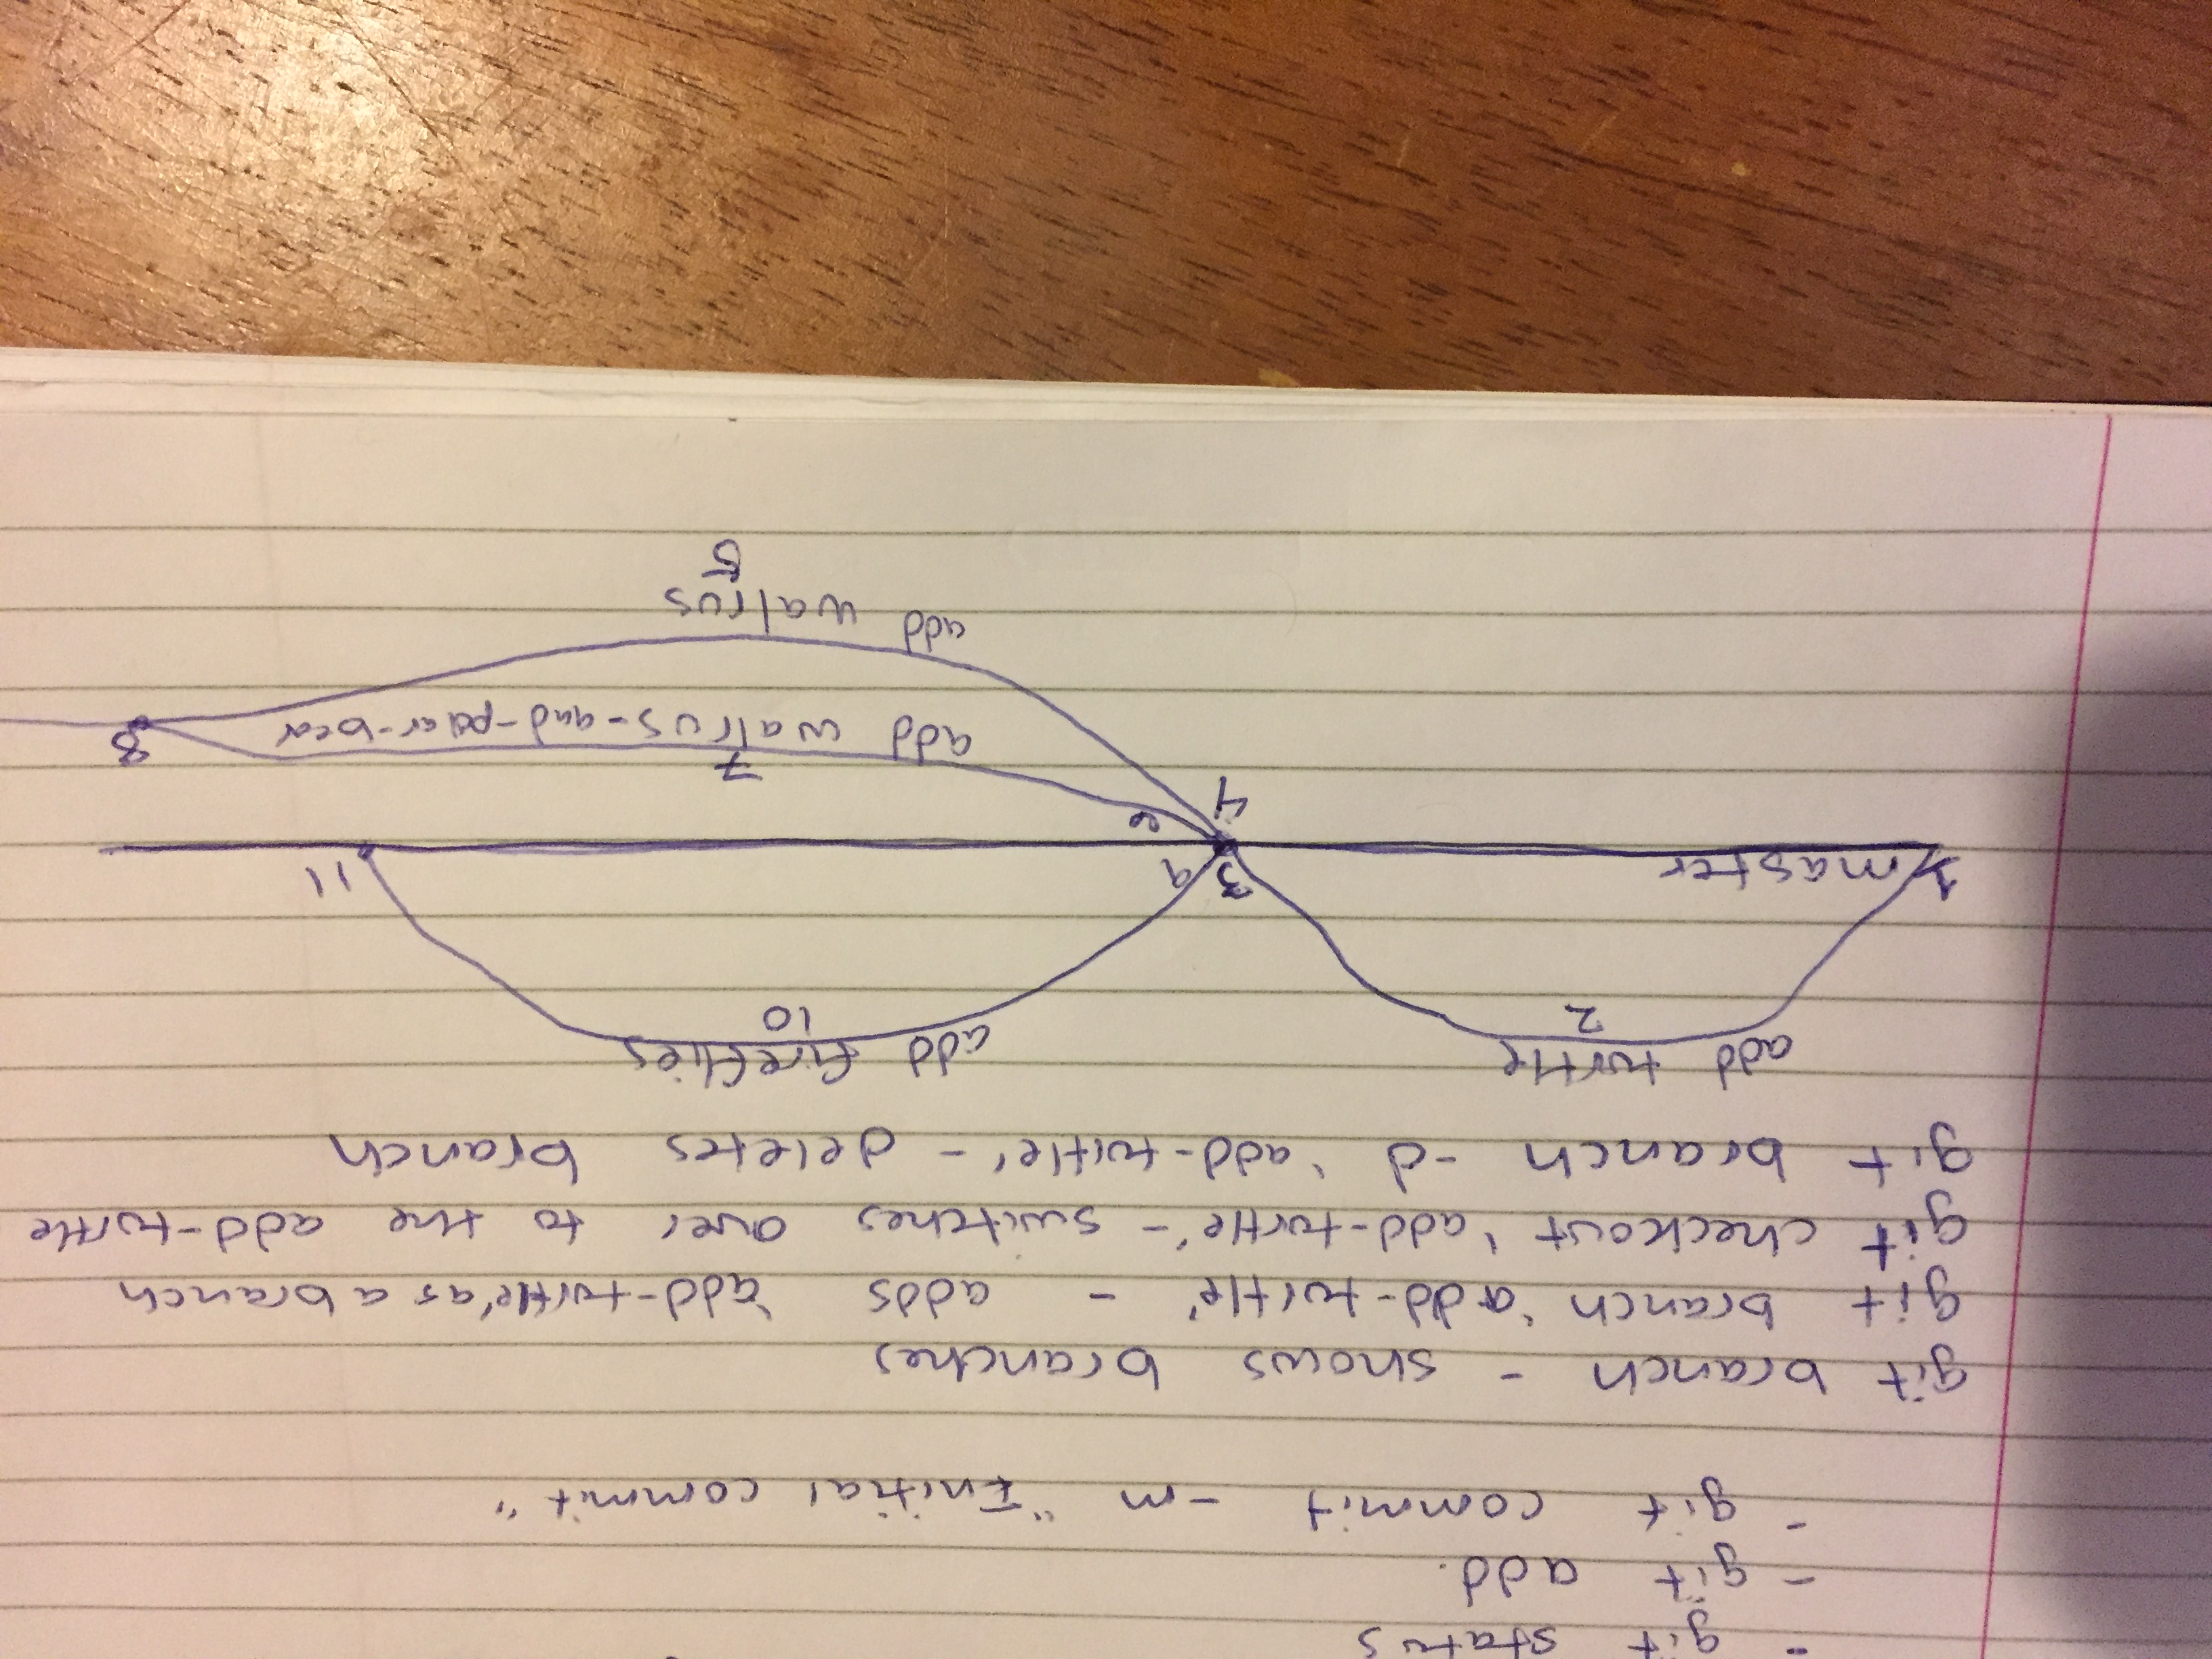 - git status
- git add.
- git commit -m "Initial commit"
git branch - shows branches
git branch 'add-turtle' - adds 'add-turtle' as a branch
git checkout 'add-turtle' - switches over to the add-turtle
git branch -d 'add-turtle' - deletes branch
add turtle
2
add fireflies
10
1
master
3
9
11
4
6
7
8
add walrus-and-polar-bear
add walrus
5